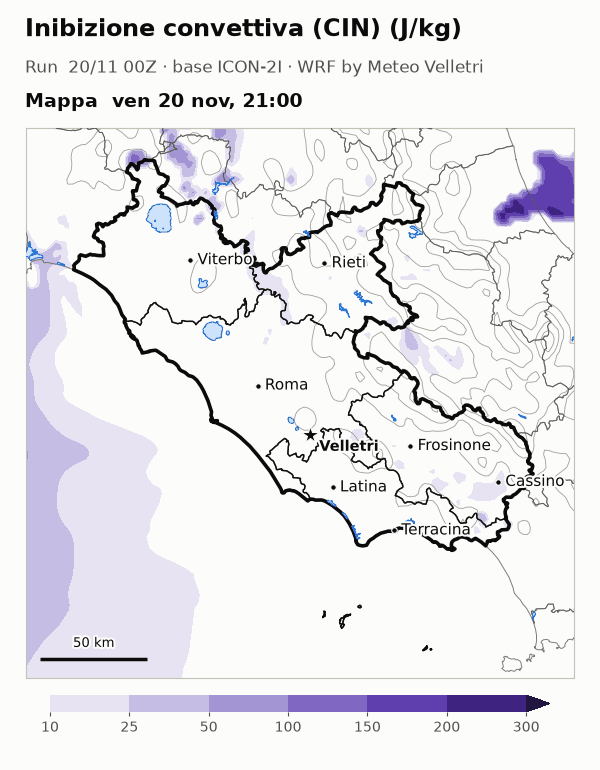 Inibizione convettiva (CIN) (J/kg)
Run  20/11 00Z · base ICON-2I · WRF by Meteo Velletri
Mappa  ven 20 nov, 21:00
Viterbo
Rieti
Roma
Velletri
Frosinone
Latina
Cassino
Terracina
50 km
10 25 50 100 150 200 300